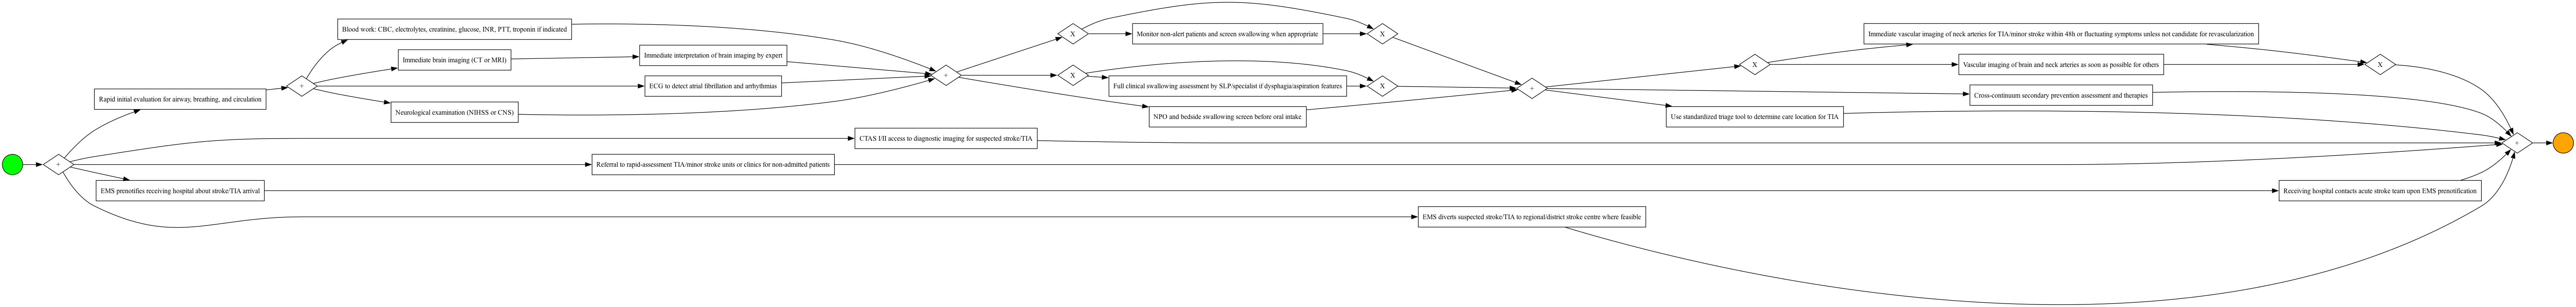 Blood work: CBC, electrolytes, creatinine, glucose, INR, PTT, troponin if indicated
Immediate brain imaging (CT or MRI)
Immediate interpretation of brain imaging by expert
ECG to detect atrial fibrillation and arrhythmias
Neurological examination (NIHSS or CNS)
Rapid initial evaluation for airway, breathing, and circulation
+
+
+
X
X
Monitor non-alert patients and screen swallowing when appropriate
X
X
Full clinical swallowing assessment by SLP/specialist if dysphagia/aspiration features
NPO and bedside swallowing screen before oral intake
+
X
Immediate vascular imaging of neck arteries for TIA/minor stroke within 48h or fluctuating symptoms unless not candidate for revascularization
Vascular imaging of brain and neck arteries as soon as possible for others
X
Cross-continuum secondary prevention assessment and therapies
Use standardized triage tool to determine care location for TIA
CTAS I/II access to diagnostic imaging for suspected stroke/TIA
Referral to rapid-assessment TIA/minor stroke units or clinics for non-admitted patients
EMS prenotifies receiving hospital about stroke/TIA arrival
Receiving hospital contacts acute stroke team upon EMS prenotification
EMS diverts suspected stroke/TIA to regional/district stroke centre where feasible
+